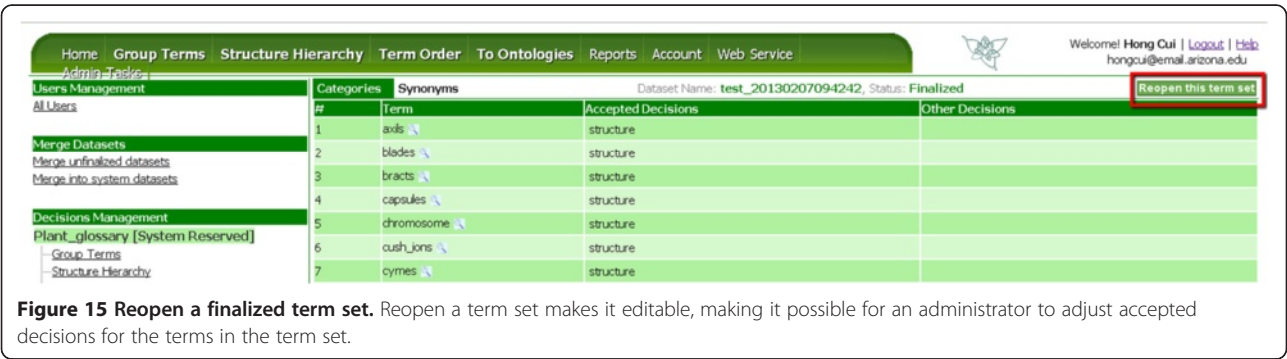 Home Group Terms Structure Hierarchy Term Order To Ontologies Reports Account Web Service
Admin Tasks
Welcome! Hong Cui | Logout | Help
hongcui@email.arizona.edu
Users Management
All Users
Merge Datasets
Merge unfinalized datasets
Merge into system datasets
Decisions Management
Plant_glossary [System Reserved]
Group Terms
Structure Hierarchy
Categories Synonyms Dataset Name: test_20130207094242, Status: Finalized Reopen this term set
# Term Accepted Decisions Other Decisions
1 axils structure
2 blades structure
3 bracts structure
4 capsules structure
5 chromosome structure
6 cush_ions structure
7 cymes structure
Figure 15 Reopen a finalized term set. Reopen a term set makes it editable, making it possible for an administrator to adjust accepted
decisions for the terms in the term set.